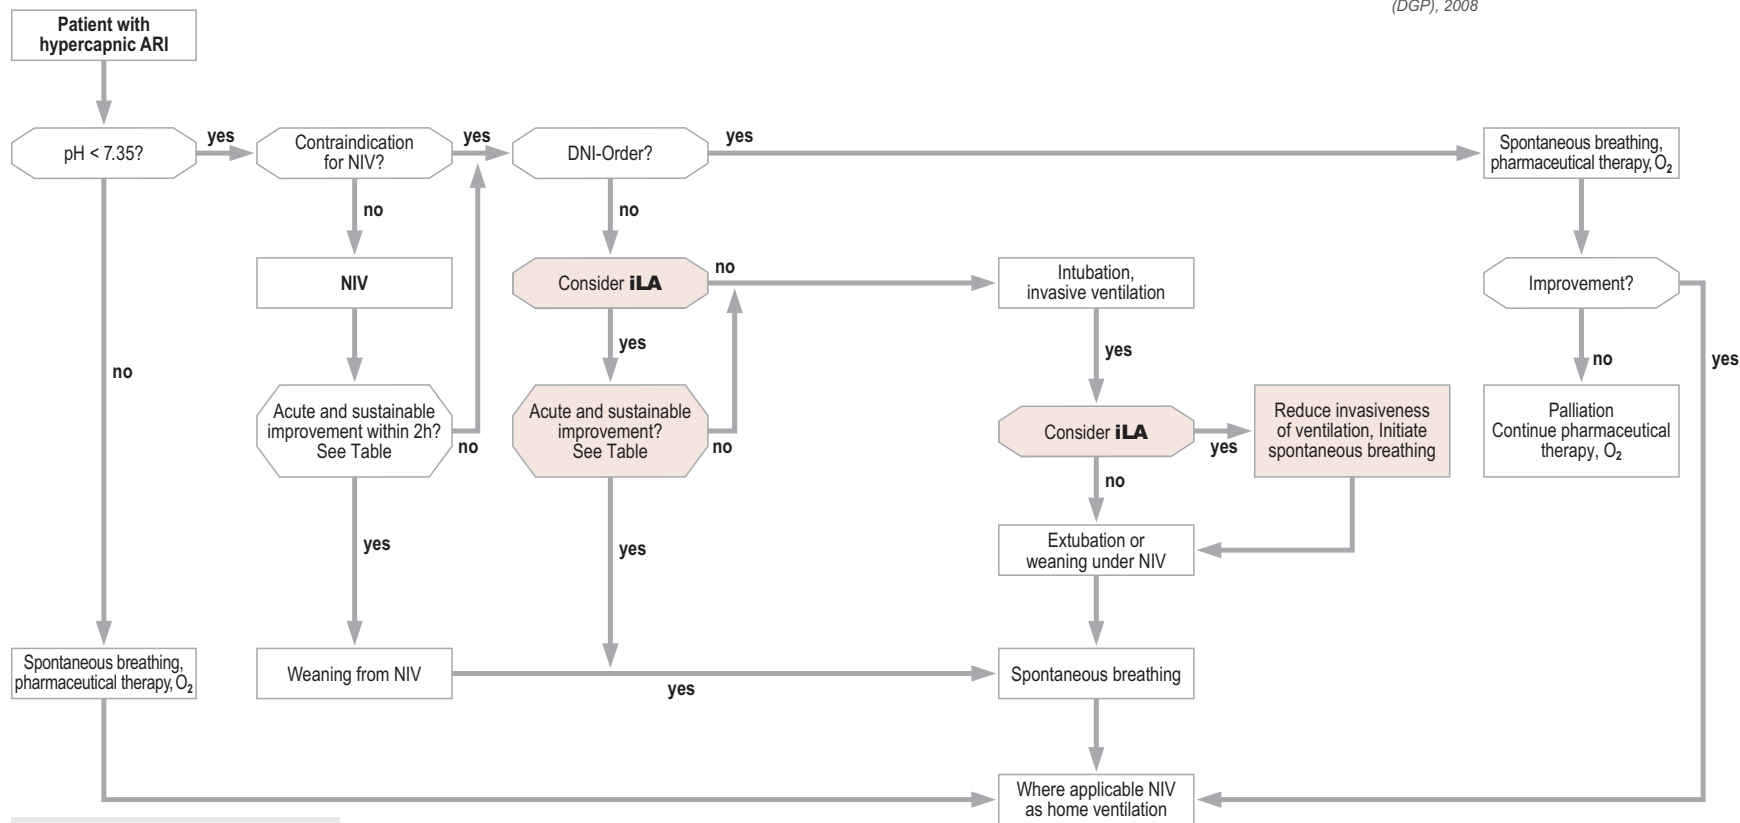 (DGP), 2008
Patient with
hypercapnic ARI
pH < 7.35?
yes
Contraindication
for NIV?
yes
DNI-Order?
yes
Spontaneous breathing,
pharmaceutical therapy, O₂
no
no
NIV
no
Consider iLA
no
Intubation,
invasive ventilation
Improvement?
yes
yes
yes
no
Acute and sustainable
improvement within 2h?
See Table
no
Acute and sustainable
improvement?
See Table
no
Consider iLA
yes
Reduce invasiveness
of ventilation, Initiate
spontaneous breathing
Palliation
Continue pharmaceutical
therapy, O₂
no
yes
yes
Extubation or
weaning under NIV
Spontaneous breathing,
pharmaceutical therapy, O₂
Weaning from NIV
yes
Spontaneous breathing
Where applicable NIV
as home ventilation